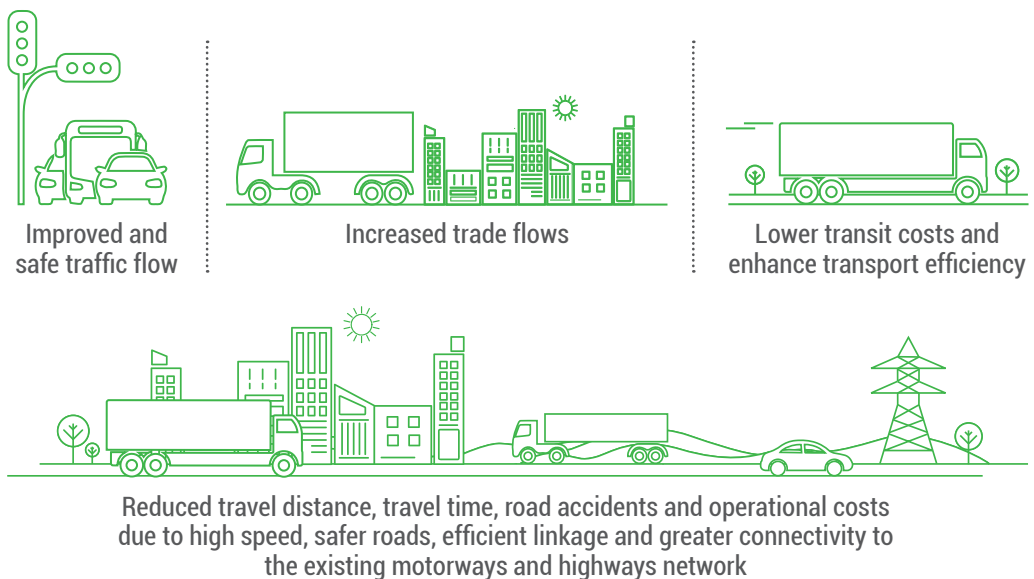 Improved and
safe traffic flow
Increased trade flows
Lower transit costs and
enhance transport efficiency
Reduced travel distance, travel time, road accidents and operational costs
due to high speed, safer roads, efficient linkage and greater connectivity to
the existing motorways and highways network